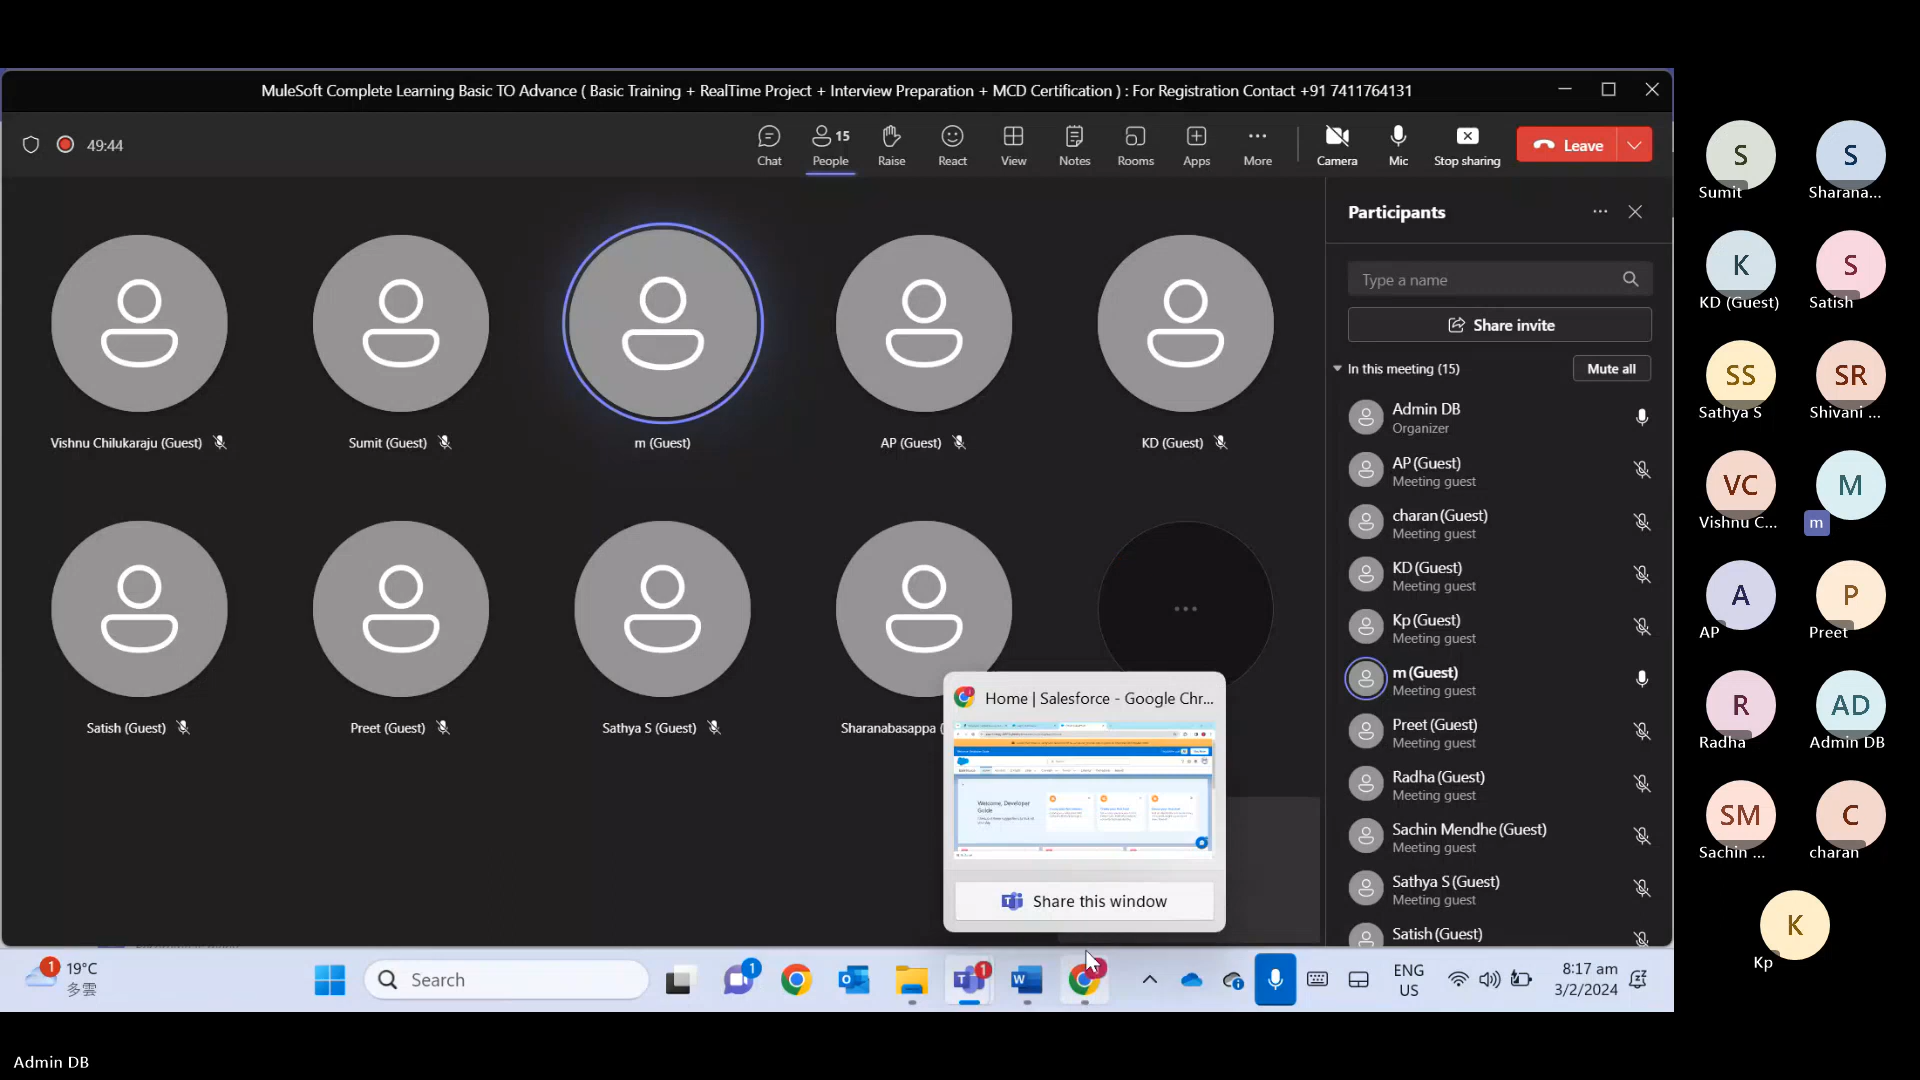 MuleSoft Complete Learning Basic TO Advance ( Basic Training + RealTime Project + Interview Preparation + MCD Certification ) : For Registration Contact +91 7411764131
49:44
Chat
People
15
Raise
React
View
Notes
Rooms
Apps
More
Camera
Mic
Stop sharing
Leave
Vishnu Chilukaraju (Guest)
Sumit (Guest)
m (Guest)
AP (Guest)
KD (Guest)
Satish (Guest)
Preet (Guest)
Sathya S (Guest)
Sharanabasappa (
Participants
Type a name
Share invite
In this meeting (15)
Mute all
Admin DB
Organizer
AP (Guest)
Meeting guest
charan (Guest)
Meeting guest
KD (Guest)
Meeting guest
Kp (Guest)
Meeting guest
m (Guest)
Meeting guest
Preet (Guest)
Meeting guest
Radha (Guest)
Meeting guest
Sachin Mendhe (Guest)
Meeting guest
Sathya S (Guest)
Meeting guest
Satish (Guest)
Home | Salesforce - Google Chr...
Welcome, Developer
Guide
Share this window
1
19°C
多雲
Search
1
1
ENG
US
8:17 am
3/2/2024
S
Sumit
S
Sharana...
K
KD (Guest)
S
Satish
SS
Sathya S
SR
Shivani ...
VC
Vishnu C...
M
m
A
AP
P
Preet
R
Radha
AD
Admin DB
SM
Sachin ...
C
charan
K
Kp
Admin DB